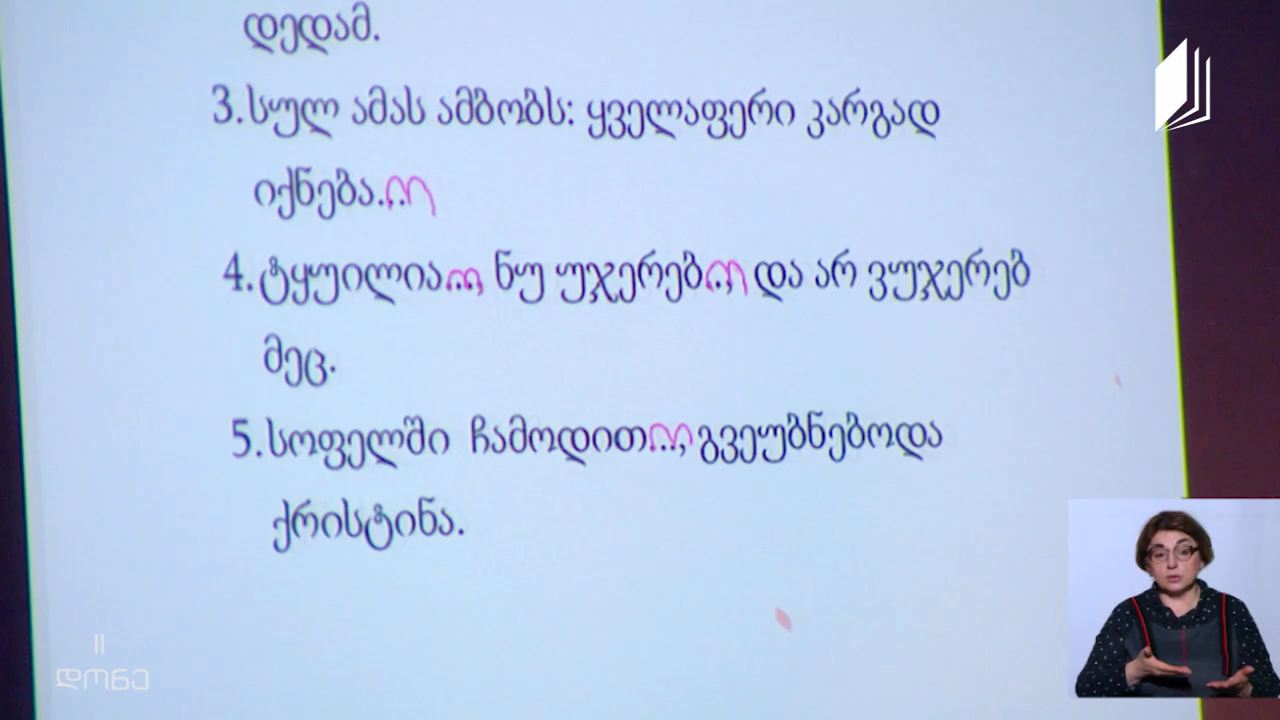 დედამ.
3. სულ ამას ამბობს: ყველაფერი კარგად
იქნება...ო
4. ტყუილია...ო, ნუ უჯერებ...ო, და არ ვუჯერებ
მეც.
5. სოფელში ჩამოდით...ო, გვეუბნებოდა
ქრისტინა.
II
დონე